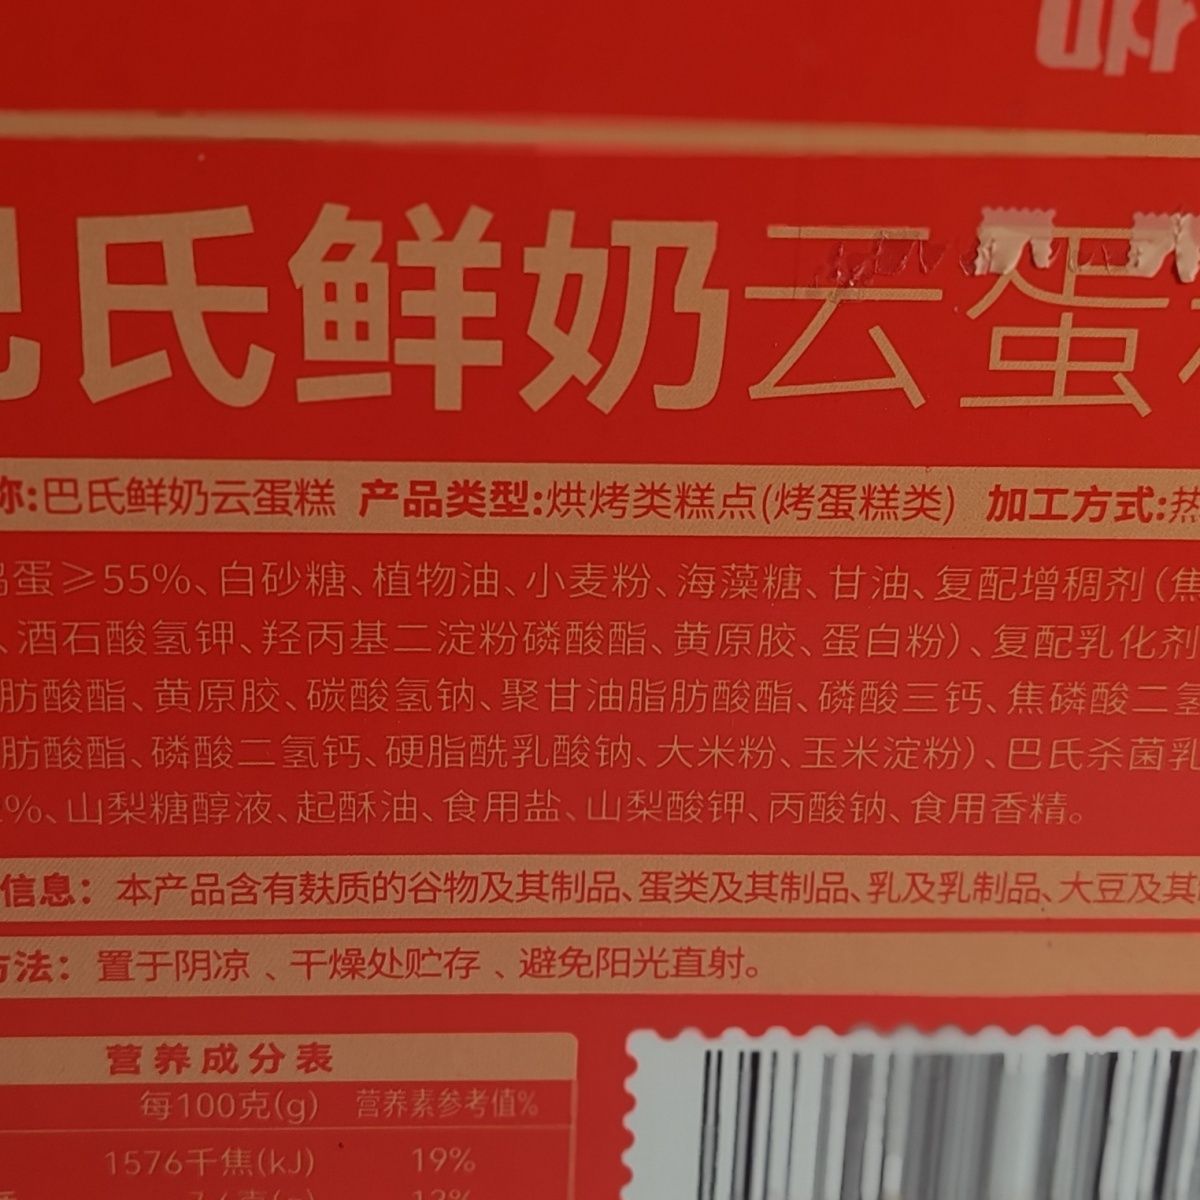 巴氏鲜奶云蛋
称:巴氏鲜奶云蛋糕 产品类型:烘烤类糕点(烤蛋糕类) 加工方式:热
鸡蛋≥55%、白砂糖、植物油、小麦粉、海藻糖、甘油、复配增稠剂(焦
、酒石酸氢钾、羟丙基二淀粉磷酸酯、黄原胶、蛋白粉)、复配乳化剂
肪酸酯、黄原胶、碳酸氢钠、聚甘油脂肪酸酯、磷酸三钙、焦磷酸二氢
肪酸酯、磷酸二氢钙、硬脂酰乳酸钠、大米粉、玉米淀粉)、巴氏杀菌乳
%、山梨糖醇液、起酥油、食用盐、山梨酸钾、丙酸钠、食用香精。
信息：本产品含有麸质的谷物及其制品、蛋类及其制品、乳及乳制品、大豆及其
方法：置于阴凉、干燥处贮存、避免阳光直射。
营养成分表
每100克(g) 营养素参考值%
1576千焦(kJ) 19%